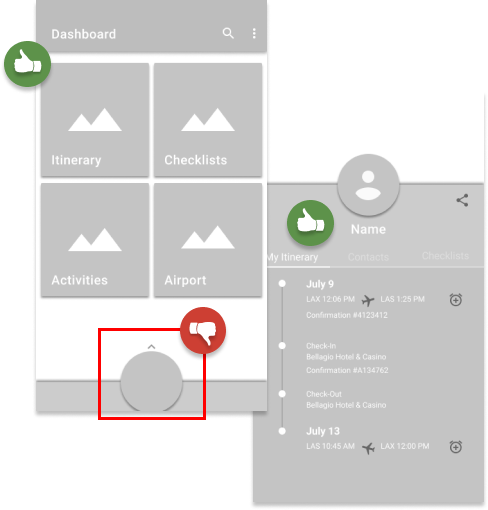 Dashboard
Itinerary
Checklists
Activities
Airport
Name
My Itinerary
Contacts
Checklists
July 9
LAX 12:06 PM
LAS 1:25 PM
Confirmation #4123412
Check-In
Bellagio Hotel & Casino
Confirmation #A134762
Check-Out
Bellagio Hotel & Casino
July 13
LAS 10:45 AM
LAX 12:00 PM